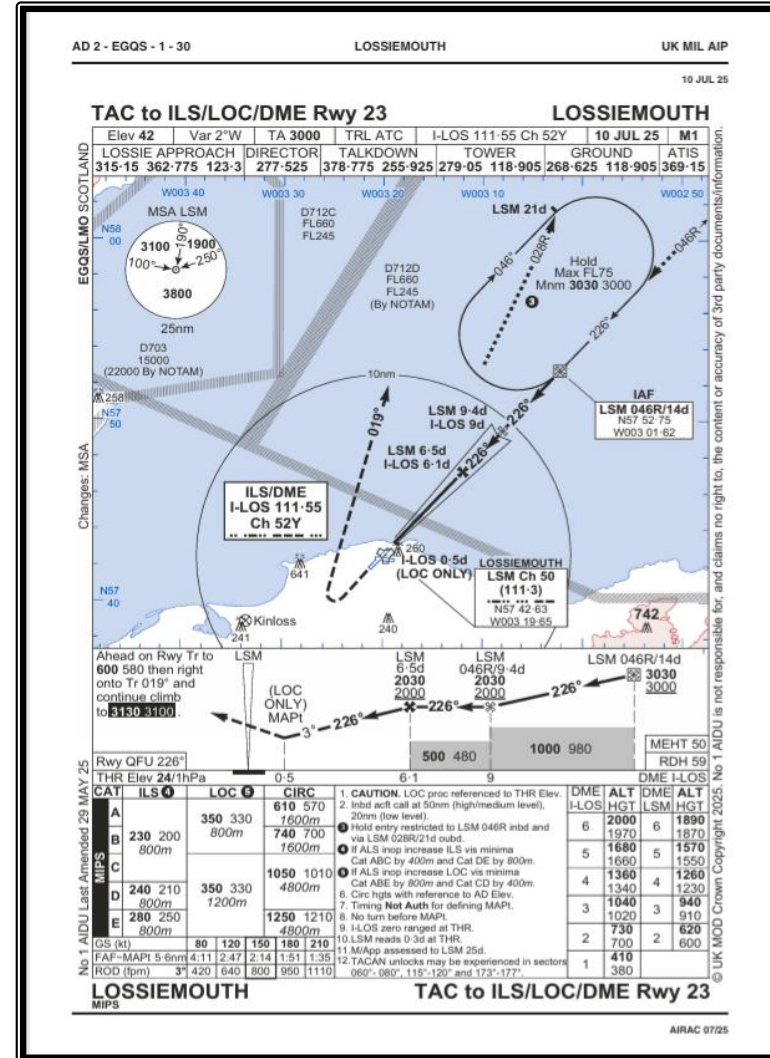 AD 2 - EGQS - 1 - 30 LOSSIEMOUTH UK MIL AIP
10 JUL 25
TAC to ILS/LOC/DME Rwy 23 LOSSIEMOUTH
Elev 42 Var 2°W TA 3000 TRL ATC I-LOS 111·55 Ch 52Y 10 JUL 25 M1
LOSSIE APPROACH DIRECTOR TALKDOWN TOWER GROUND ATIS
315·15 362·775 123·3 277·525 378·775 255·925 279·05 118·905 268·625 118·905 369·15
EGQS/LMO SCOTLAND
W003 40 W003 30 W003 20 W003 10 W002 50
N58
00
MSA LSM
3100 190° 1900
100° 250°
3800
25nm
D712C
FL660
FL245
D712D
FL660
FL245
(By NOTAM)
D703
15000
(22000 By NOTAM)
LSM 21d
046°
028R
046R
Hold
Max FL75
Mnm 3030 3000
3
226°
IAF
LSM 046R/14d
N57 52·75
W003 01·62
258
N57
50
10nm
019°
LSM 9·4d
I-LOS 9d
226°
LSM 6·5d
I-LOS 6·1d
226°
226°
Changes: MSA
ILS/DME
I-LOS 111·55
Ch 52Y
260
I-LOS 0·5d
(LOC ONLY)
641
LOSSIEMOUTH
LSM Ch 50
(111·3)
N57 42·63
W003 19·65
N57
40
Kinloss
241
240
742
500
Ahead on Rwy Tr to
600 580 then right
onto Tr 019° and
continue climb
to 3130 3100.
LSM
(LOC
ONLY)
MAPt
3°
226°
LSM
6·5d
2030
2000
226°
LSM
046R/9·4d
2030
2000
226°
LSM 046R/14d
3030
3000
500 480
1000 980
MEHT 50
Rwy QFU 226° RDH 59
THR Elev 24/1hPa 0·5 6·1 9 DME I-LOS
CAT ILS 4 LOC 5 CIRC
MIPS
A 230 200 800m 350 330 800m 610 570 1600m
B 740 700 1600m
C 1050 1010 4800m
D 240 210 800m 350 330 1200m
E 280 250 800m 1250 1210 4800m
GS (kt) 80 120 150 180 210
FAF–MAPt 5·6nm 4:11 2:47 2:14 1:51 1:35
ROD (fpm) 3° 420 640 800 950 1110
1. CAUTION. LOC proc referenced to THR Elev.
2. Inbd acft call at 50nm (high/medium level),
20nm (low level).
3 Hold entry restricted to LSM 046R inbd and
via LSM 028R/21d oubd.
4 If ALS inop increase ILS vis minima
Cat ABC by 400m and Cat DE by 800m.
5 If ALS inop increase LOC vis minima
Cat ABE by 800m and Cat CD by 400m.
6. Circ hgts with reference to AD Elev.
7. Timing Not Auth for defining MAPt.
8. No turn before MAPt.
9. I-LOS zero ranged at THR.
10. LSM reads 0·3d at THR.
11. M/App assessed to LSM 25d.
12. TACAN unlocks may be experienced in sectors
060°- 080°, 115°-120° and 173°-177°.
DME I-LOS ALT HGT DME LSM ALT HGT
6 2000 1970 6 1890 1870
5 1680 1660 5 1570 1550
4 1360 1340 4 1260 1230
3 1040 1020 3 940 910
2 730 700 2 620 600
1 410 380
No 1 AIDU Last Amended 29 MAY 25
© UK MOD Crown Copyright 2025. No 1 AIDU is not responsible for, and claims no right to, the content or accuracy of 3rd party documents/information.
LOSSIEMOUTH TAC to ILS/LOC/DME Rwy 23
MIPS
AIRAC 07/25